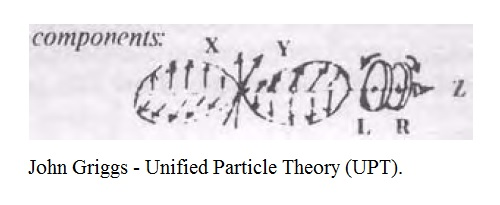 components:
X Y
Z
L R
John Griggs - Unified Particle Theory (UPT).